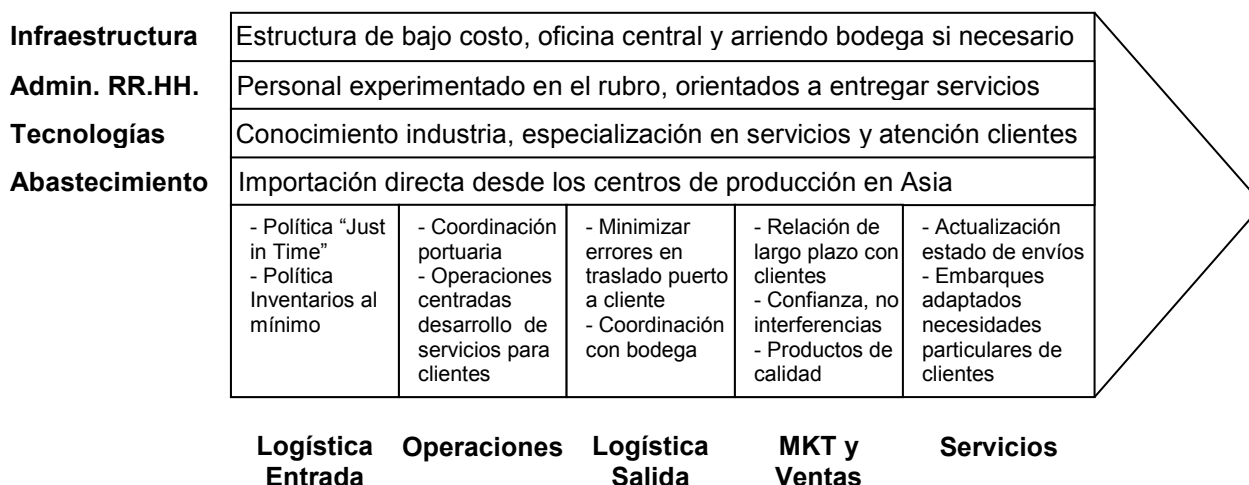 Infraestructura
Estructura de bajo costo, oficina central y arriendo bodega si necesario
Admin. RR.HH.
Personal experimentado en el rubro, orientados a entregar servicios
Tecnologías
Conocimiento industria, especialización en servicios y atención clientes
Abastecimiento
Importación directa desde los centros de producción en Asia
- Política “Just
in Time”
- Política
Inventarios al
mínimo
- Coordinación
portuaria
- Operaciones
centradas
desarrollo de
servicios para
clientes
- Minimizar
errores en
traslado puerto
a cliente
- Coordinación
con bodega
- Relación de
largo plazo con
clientes
- Confianza, no
interferencias
- Productos de
calidad
- Actualización
estado de envíos
- Embarques
adaptados
necesidades
particulares de
clientes
Logística
Entrada
Operaciones
Logística
Salida
MKT y
Ventas
Servicios